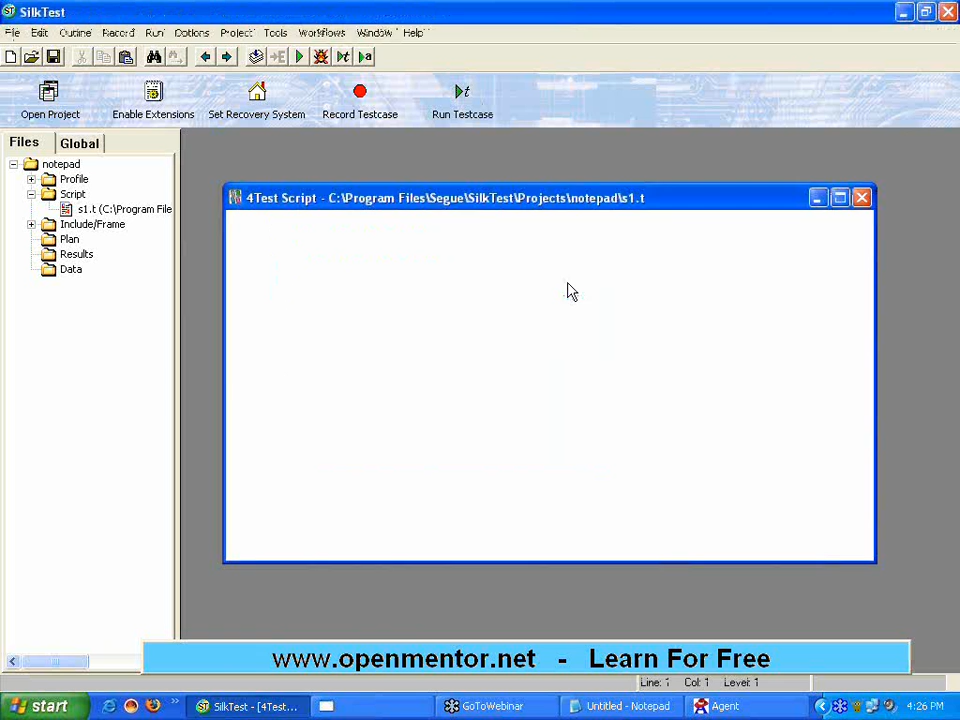 SilkTest
File Edit Outline Record Run Options Project Tools Workflows Window Help
Open Project Enable Extensions Set Recovery System Record Testcase Run Testcase
Files Global
notepad
Profile
Script
s1.t (C:\Program File
Include/Frame
Plan
Results
Data
4Test Script - C:\Program Files\Segue\SilkTest\Projects\notepad\s1.t
www.openmentor.net - Learn For Free
Line: 1 Col: 1 Level: 1
start SilkTest - [4Test... GoToWebinar Untitled - Notepad Agent 4:26 PM